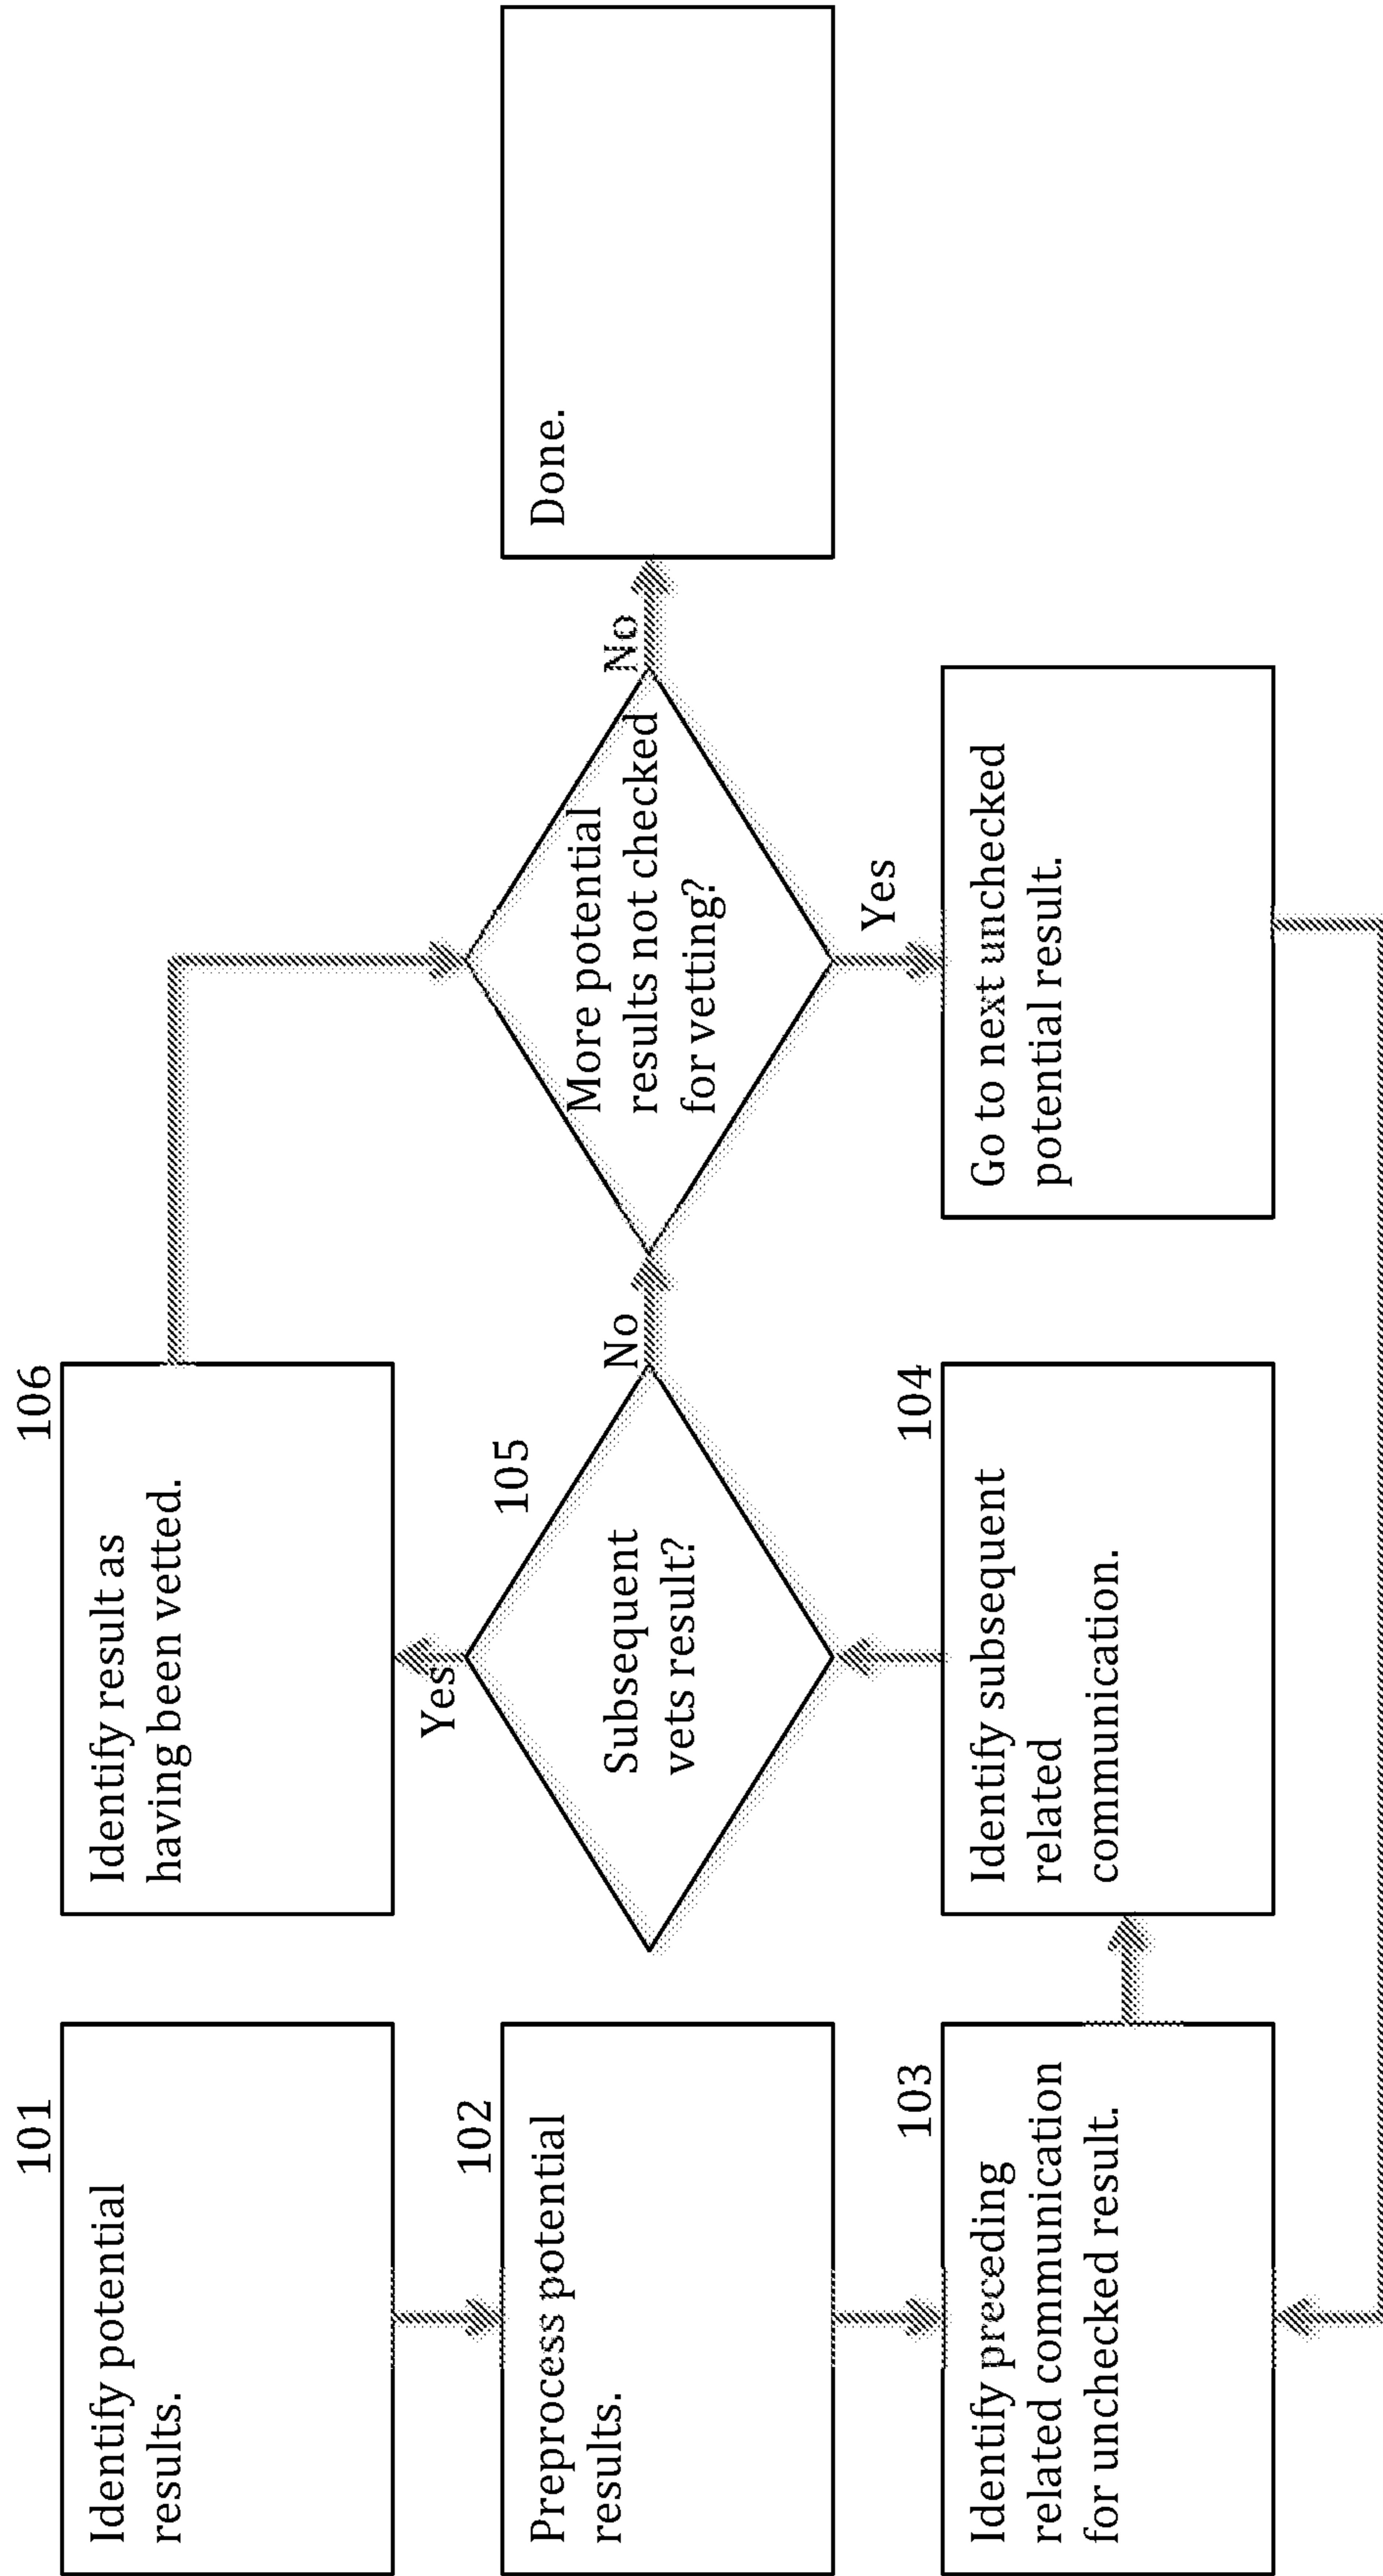 101
Identify potential
results.
102
Preprocess potential
results.
103
Identify preceding
related communication
for unchecked result.
106
Identify result as
having been vetted.
Yes
105
Subsequent
vets result?
No
104
Identify subsequent
related
communication.
More potential
results not checked
for vetting?
No
Yes
Go to next unchecked
potential result.
Done.